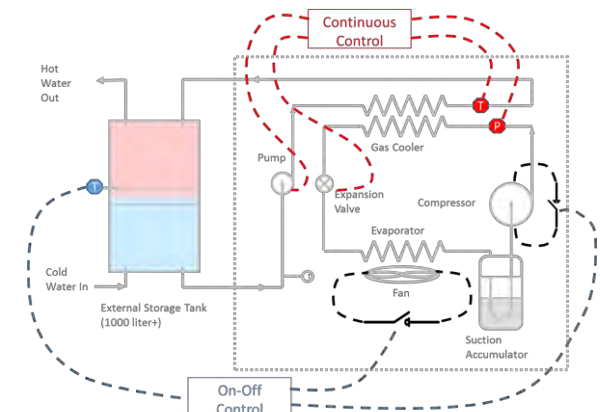 Continuous
Control
Hot
Water
Out
T
P
Gas Cooler
Pump
T
Expansion
Valve
Compressor
Evaporator
Cold
Water In
Fan
External Storage Tank
(1000 liter+)
Suction
Accumulator
On-Off
Control